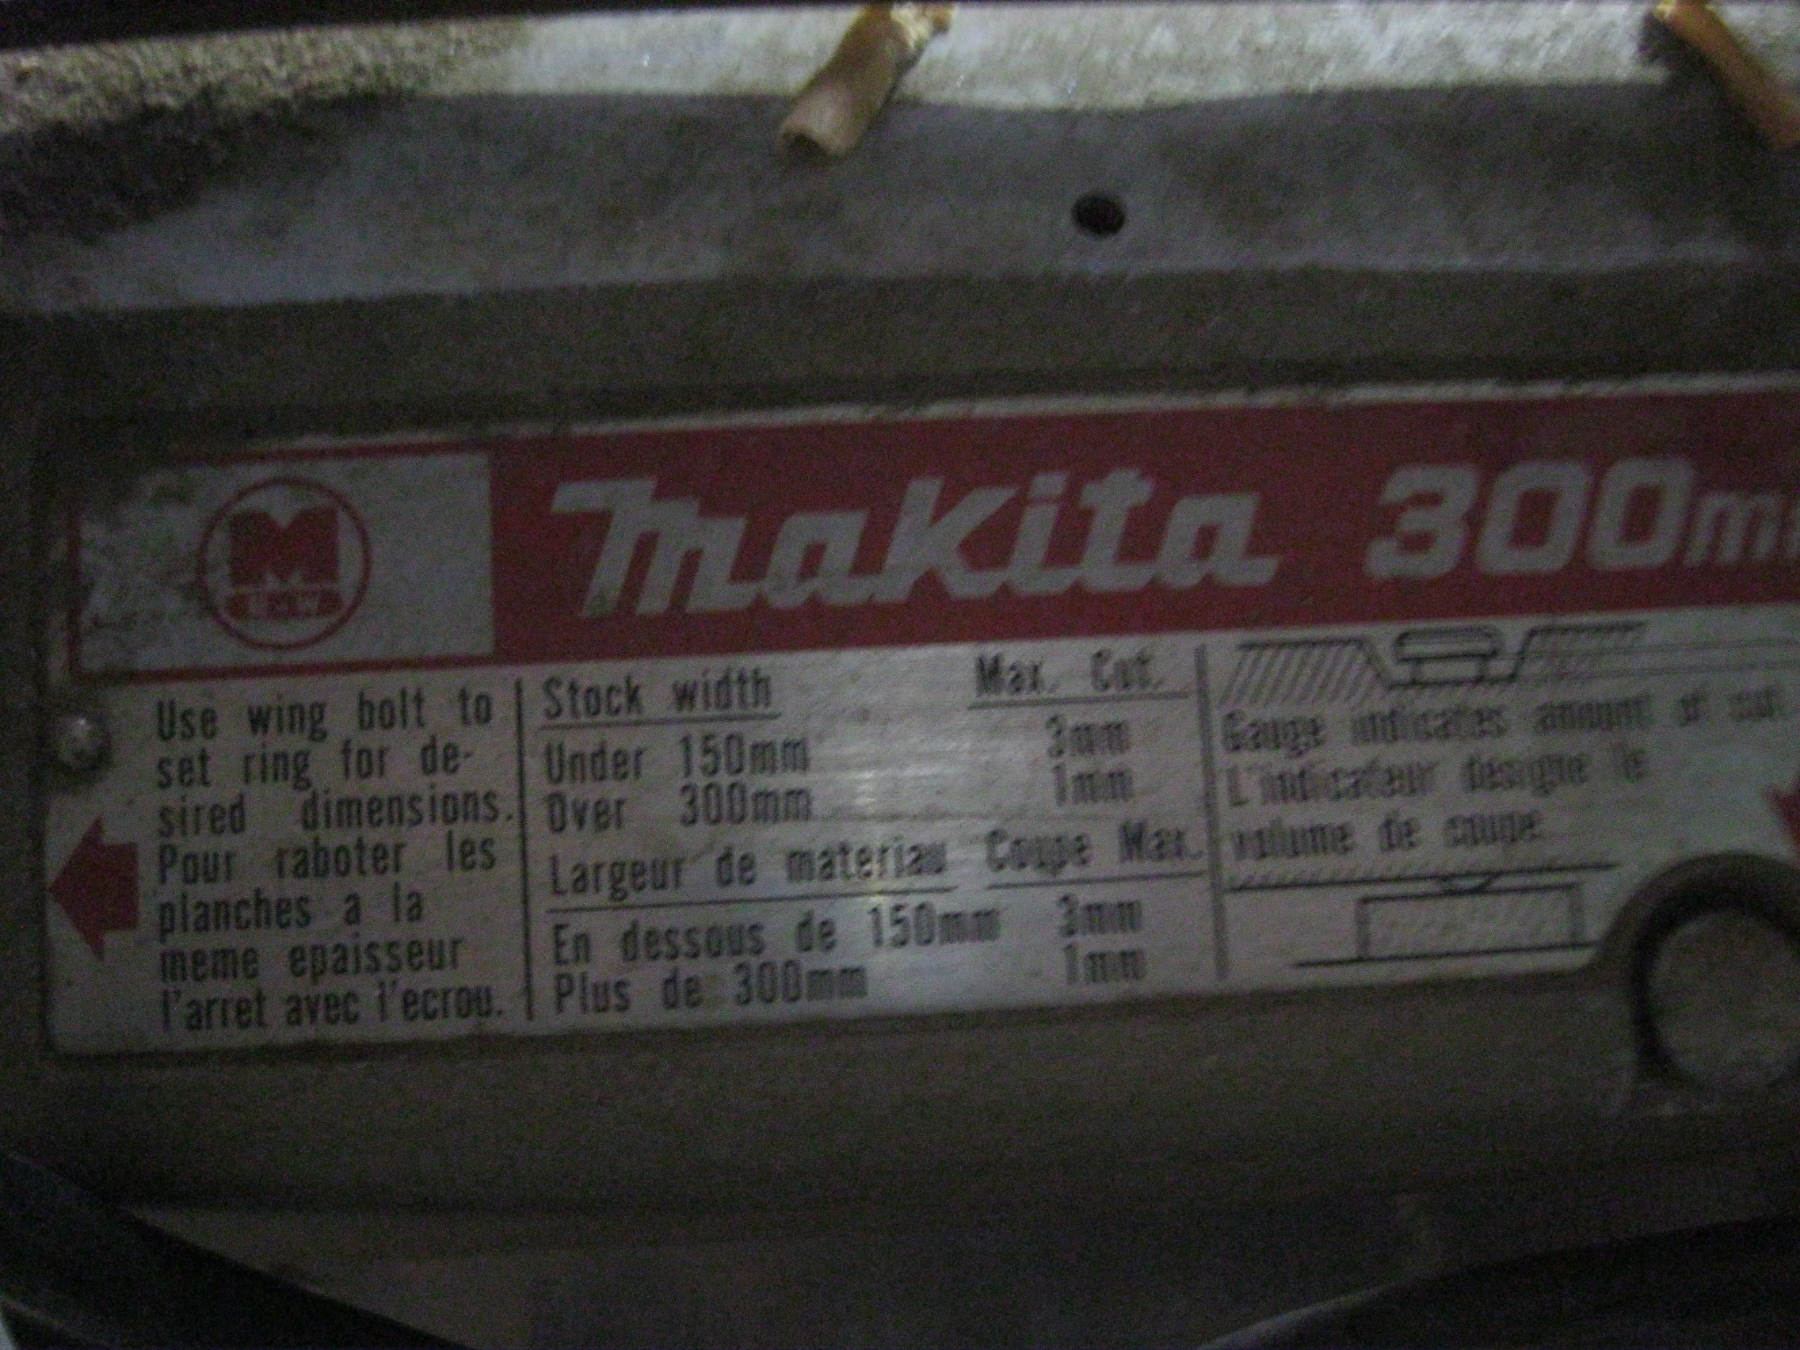 M
Makita 300mm
Use wing bolt to
set ring for de-
sired dimensions.
Pour raboter les
planches a la
meme epaisseur
l'arret avec l'ecrou.
Stock width Max. Cut.
Under 150mm 3mm
Over 300mm 1mm
Largeur de materiau Coupe Max.
En dessous de 150mm 3mm
Plus de 300mm 1mm
Gauge indicates amount of cut
L'indicateur designe le
volume de coupe